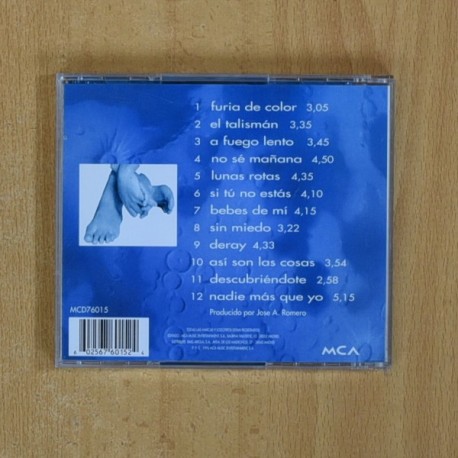 1 furia de color 3,05
2 el talismán 3,35
3 a fuego lento 3,45
4 no sé mañana 4,50
5 lunas rotas 4,35
6 si tú no estás 4,10
7 bebes de mi 4,15
8 sin miedo 3,22
9 deray 4,33
10 así son las cosas 3,54
11 descubriéndote 2,58
12 nadie más que yo 5,15
Producido por Jose A. Romero
MCD76015
MCA